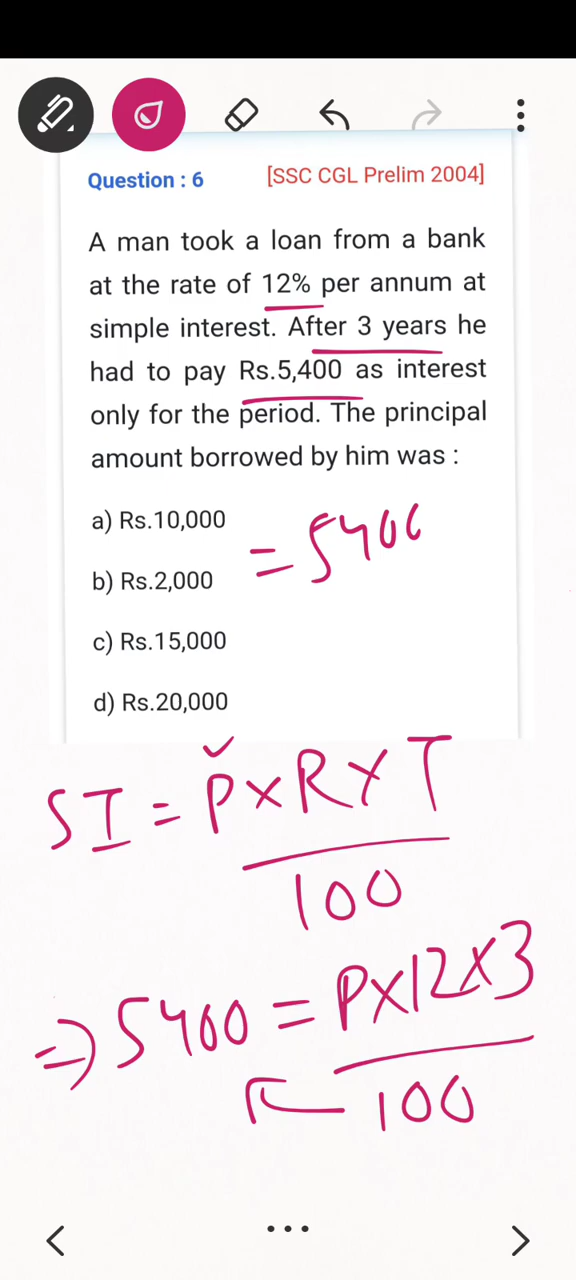 Question : 6 [SSC CGL Prelim 2004]
A man took a loan from a bank
at the rate of 12% per annum at
simple interest. After 3 years he
had to pay Rs.5,400 as interest
only for the period. The principal
amount borrowed by him was :
a) Rs.10,000
= 5400
b) Rs.2,000
c) Rs.15,000
d) Rs.20,000
SI = P×R×T
100
⇒ 5400 = P×12×3
100